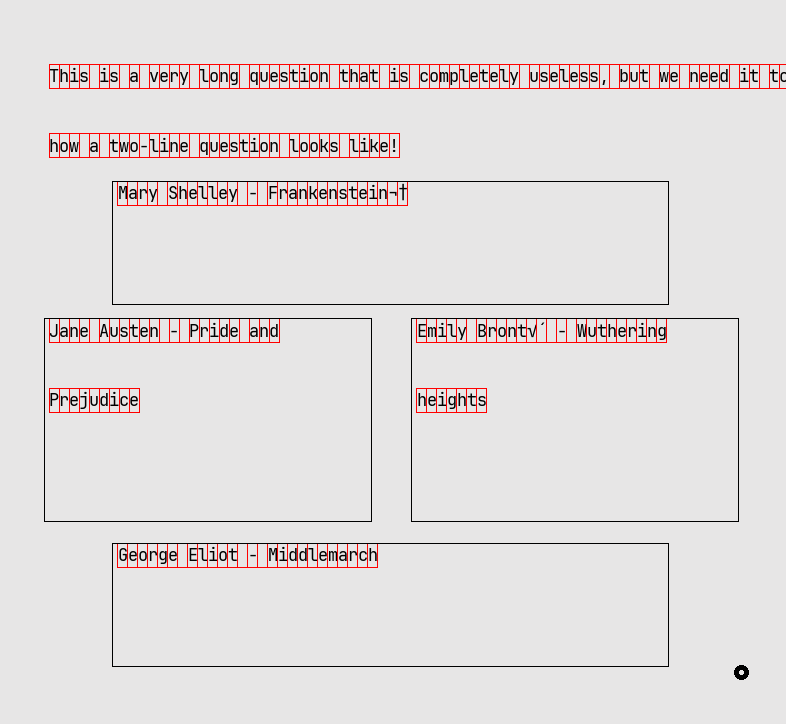 This is a very long question that is completely useless, but we need it to
how a two-line question looks like!
Mary Shelley - Frankenstein¬†
Jane Austen - Pride and
Prejudice
Emily Brontv´ - Wuthering
heights
George Eliot - Middlemarch